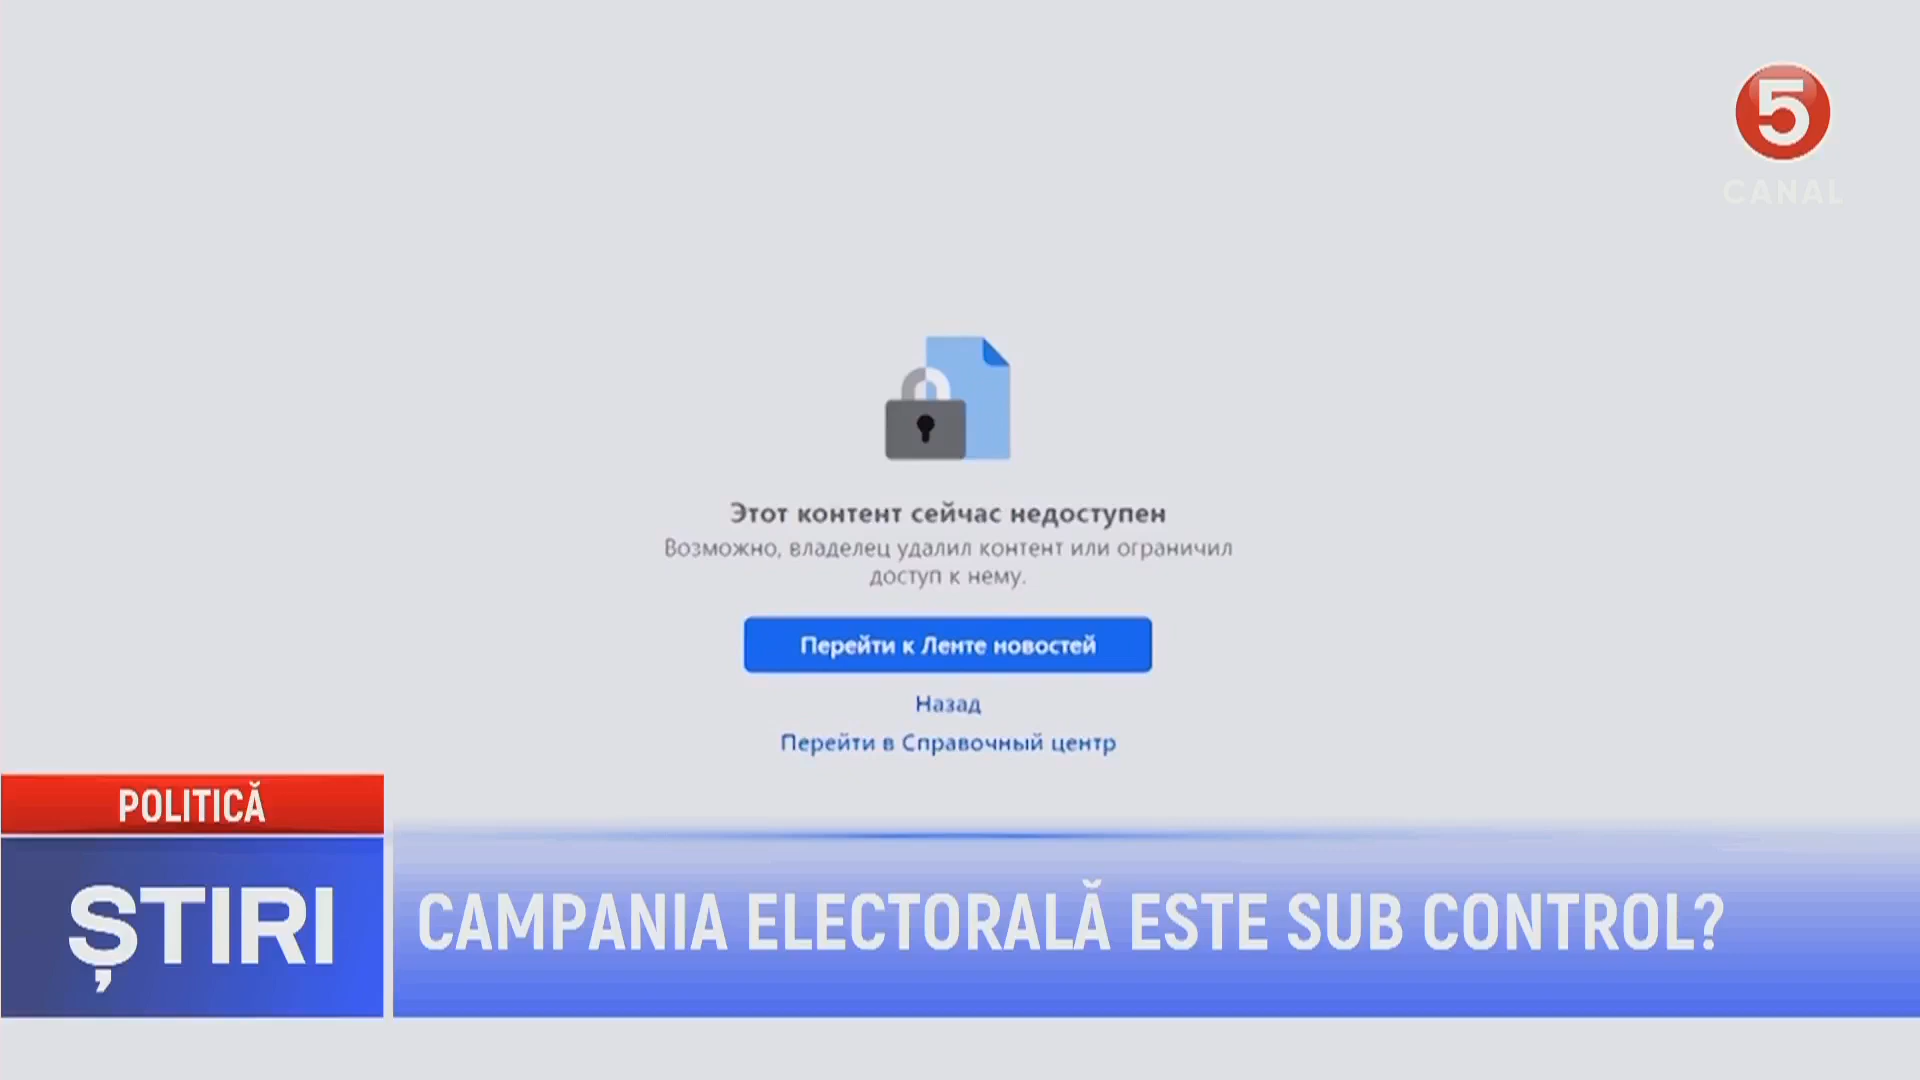 5
CANAL
Этот контент сейчас недоступен
Возможно, владелец удалил контент или ограничил
доступ к нему.
Перейти к Ленте новостей
Назад
Перейти в Справочный центр
POLITICĂ
ȘTIRI
CAMPANIA ELECTORALĂ ESTE SUB CONTROL?